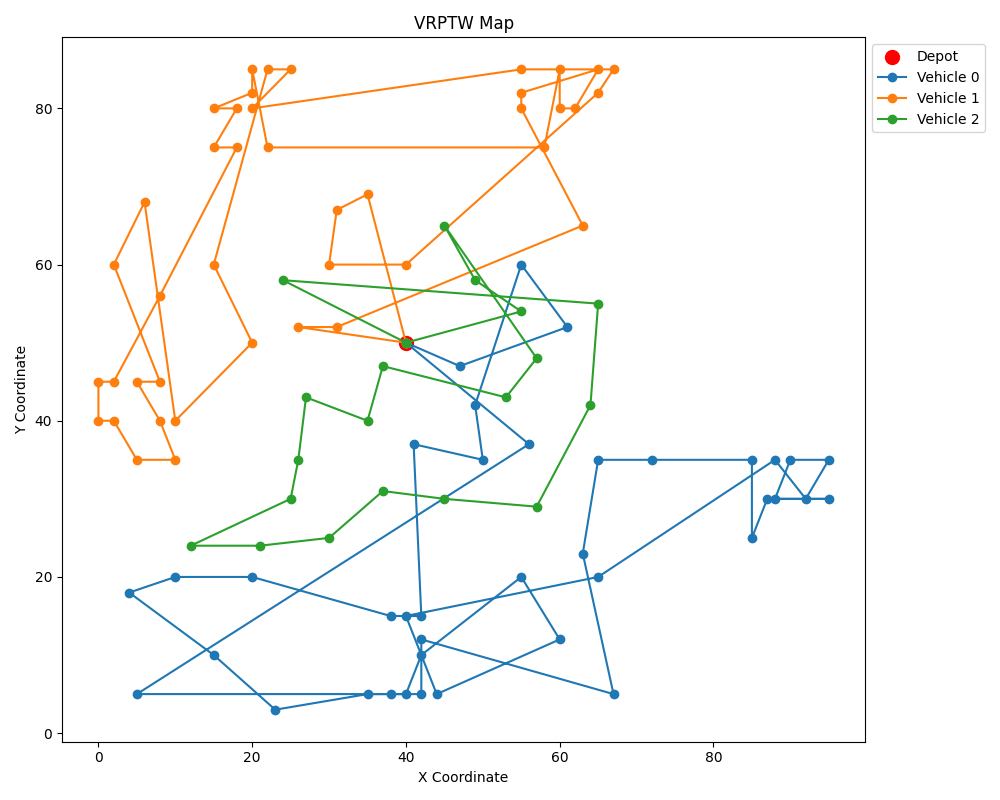 VRPTW Map
Depot
Vehicle 0
Vehicle 1
Vehicle 2
Y Coordinate
80
60
40
20
0
0 20 40 60 80
X Coordinate